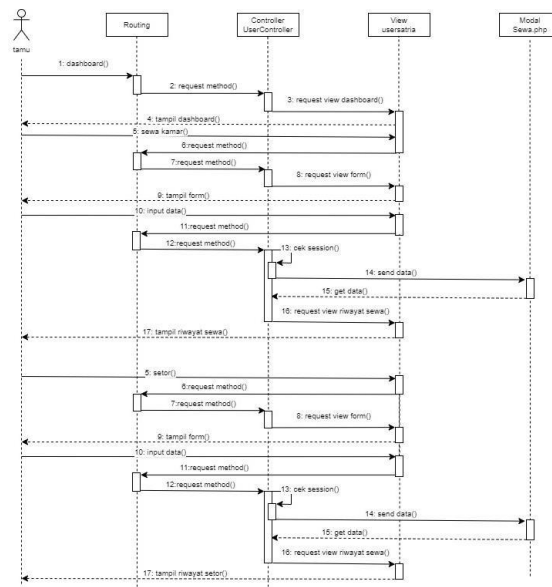 tamu
Routing
Controller
UserController
View
usersatria
Modal
Sewa.php
1: dashboard()
2: request method()
3: request view dashboard()
4: tampil dashboard()
5: sewa kamar()
6:request method()
7:request method()
8: request view form()
9: tampil form()
10: input data()
11:request method()
12:request method()
13: cek session()
14: send data()
15: get data()
16: request view riwayat sewa()
17: tampil riwayat sewa()
5: setor()
6:request method()
7:request method()
8: request view form()
9: tampil form()
10: input data()
11:request method()
12:request method()
13: cek session()
14: send data()
15: get data()
16: request view riwayat sewa()
17: tampil riwayat setor()